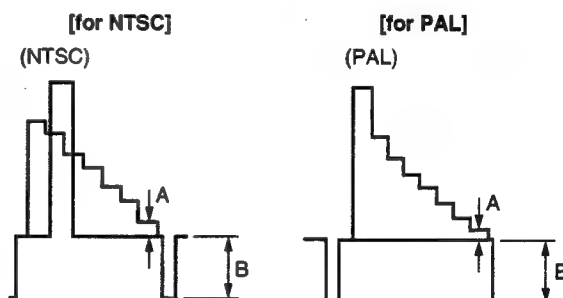 [for NTSC]
[for PAL]
(NTSC)
(PAL)
A
A
B
B